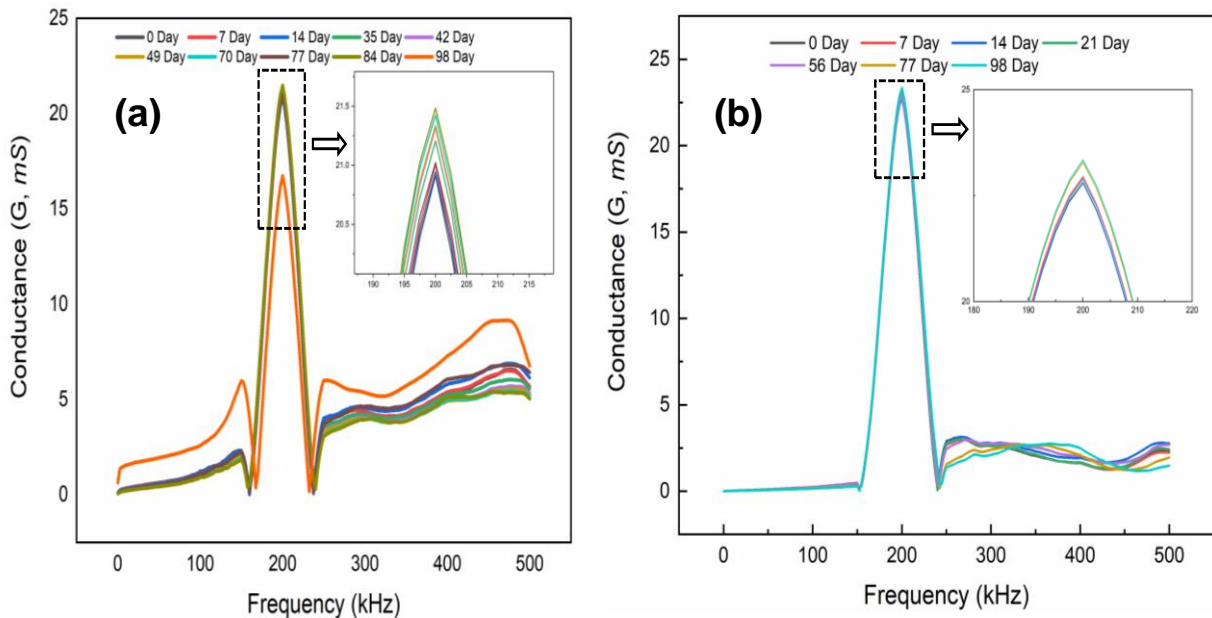 (a)
0 Day 7 Day 14 Day 35 Day 42 Day
49 Day 70 Day 77 Day 84 Day 98 Day
Conductance (G, mS)
25
20
15
10
5
0
0 100 200 300 400 500
Frequency (kHz)
21.5
21.0
20.5
190 195 200 205 210 215
(b)
0 Day 7 Day 14 Day 21 Day
56 Day 77 Day 98 Day
Conductance (G, mS)
25
20
15
10
5
0
0 100 200 300 400 500
Frequency (kHz)
25
20
180 190 200 210 220